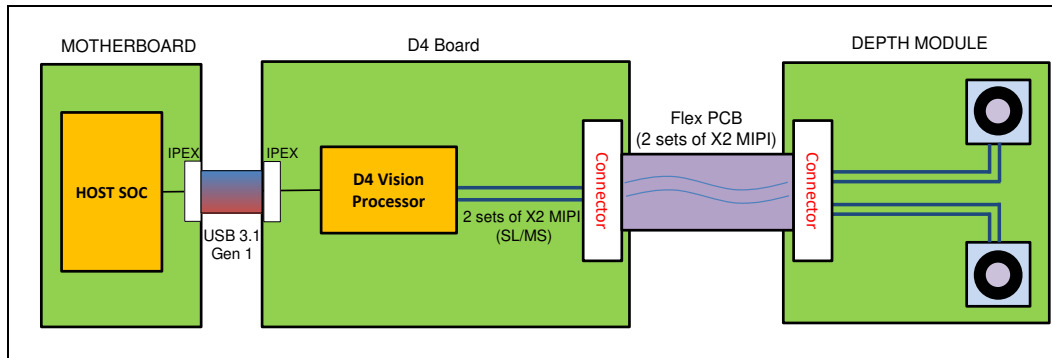 MOTHERBOARD
D4 Board
DEPTH MODULE
HOST SOC
IPEX
IPEX
USB 3.1
Gen 1
D4 Vision
Processor
2 sets of X2 MIPI
(SL/MS)
Connector
Flex PCB
(2 sets of X2 MIPI)
Connector